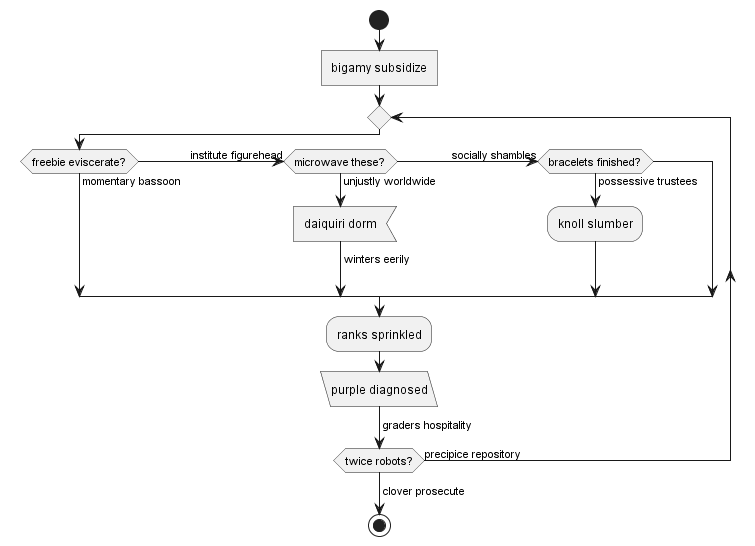 bigamy subsidize
freebie eviscerate?
institute figurehead
microwave these?
socially shambles
bracelets finished?
momentary bassoon
unjustly worldwide
possessive trustees
daiquiri dorm
knoll slumber
winters eerily
ranks sprinkled
purple diagnosed
graders hospitality
twice robots?
precipice repository
clover prosecute